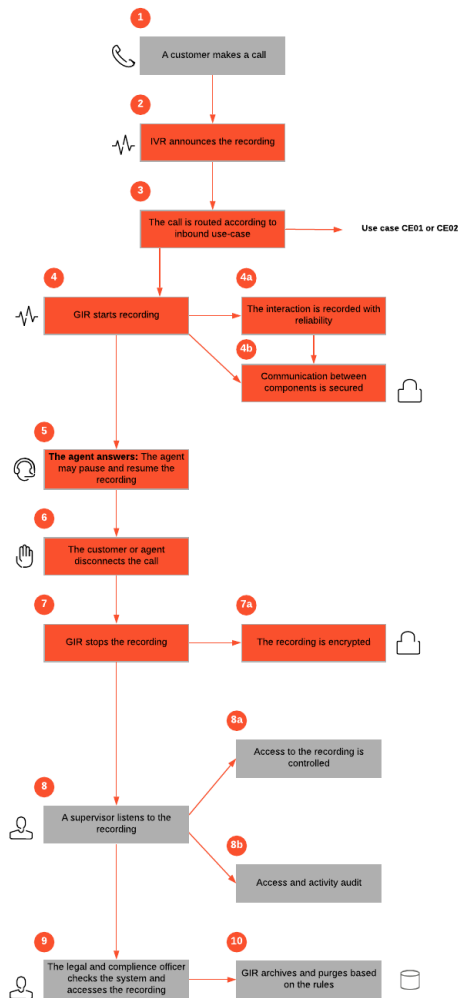 1
A customer makes a call
2
IVR announces the recording
3
The call is routed according to
inbound use-case
Use case CE01 or CE02
4
GIR starts recording
4a
The interaction is recorded with
reliability
4b
Communication between
components is secured
5
The agent answers: The agent
may pause and resume the
recording
6
The customer or agent
disconnects the call
7
GIR stops the recording
7a
The recording is encrypted
8a
Access to the recording is
controlled
8
A supervisor listens to the
recording
8b
Access and activity audit
9
The legal and complience officer
checks the system and
accesses the recording
10
GIR archives and purges based on
the rules